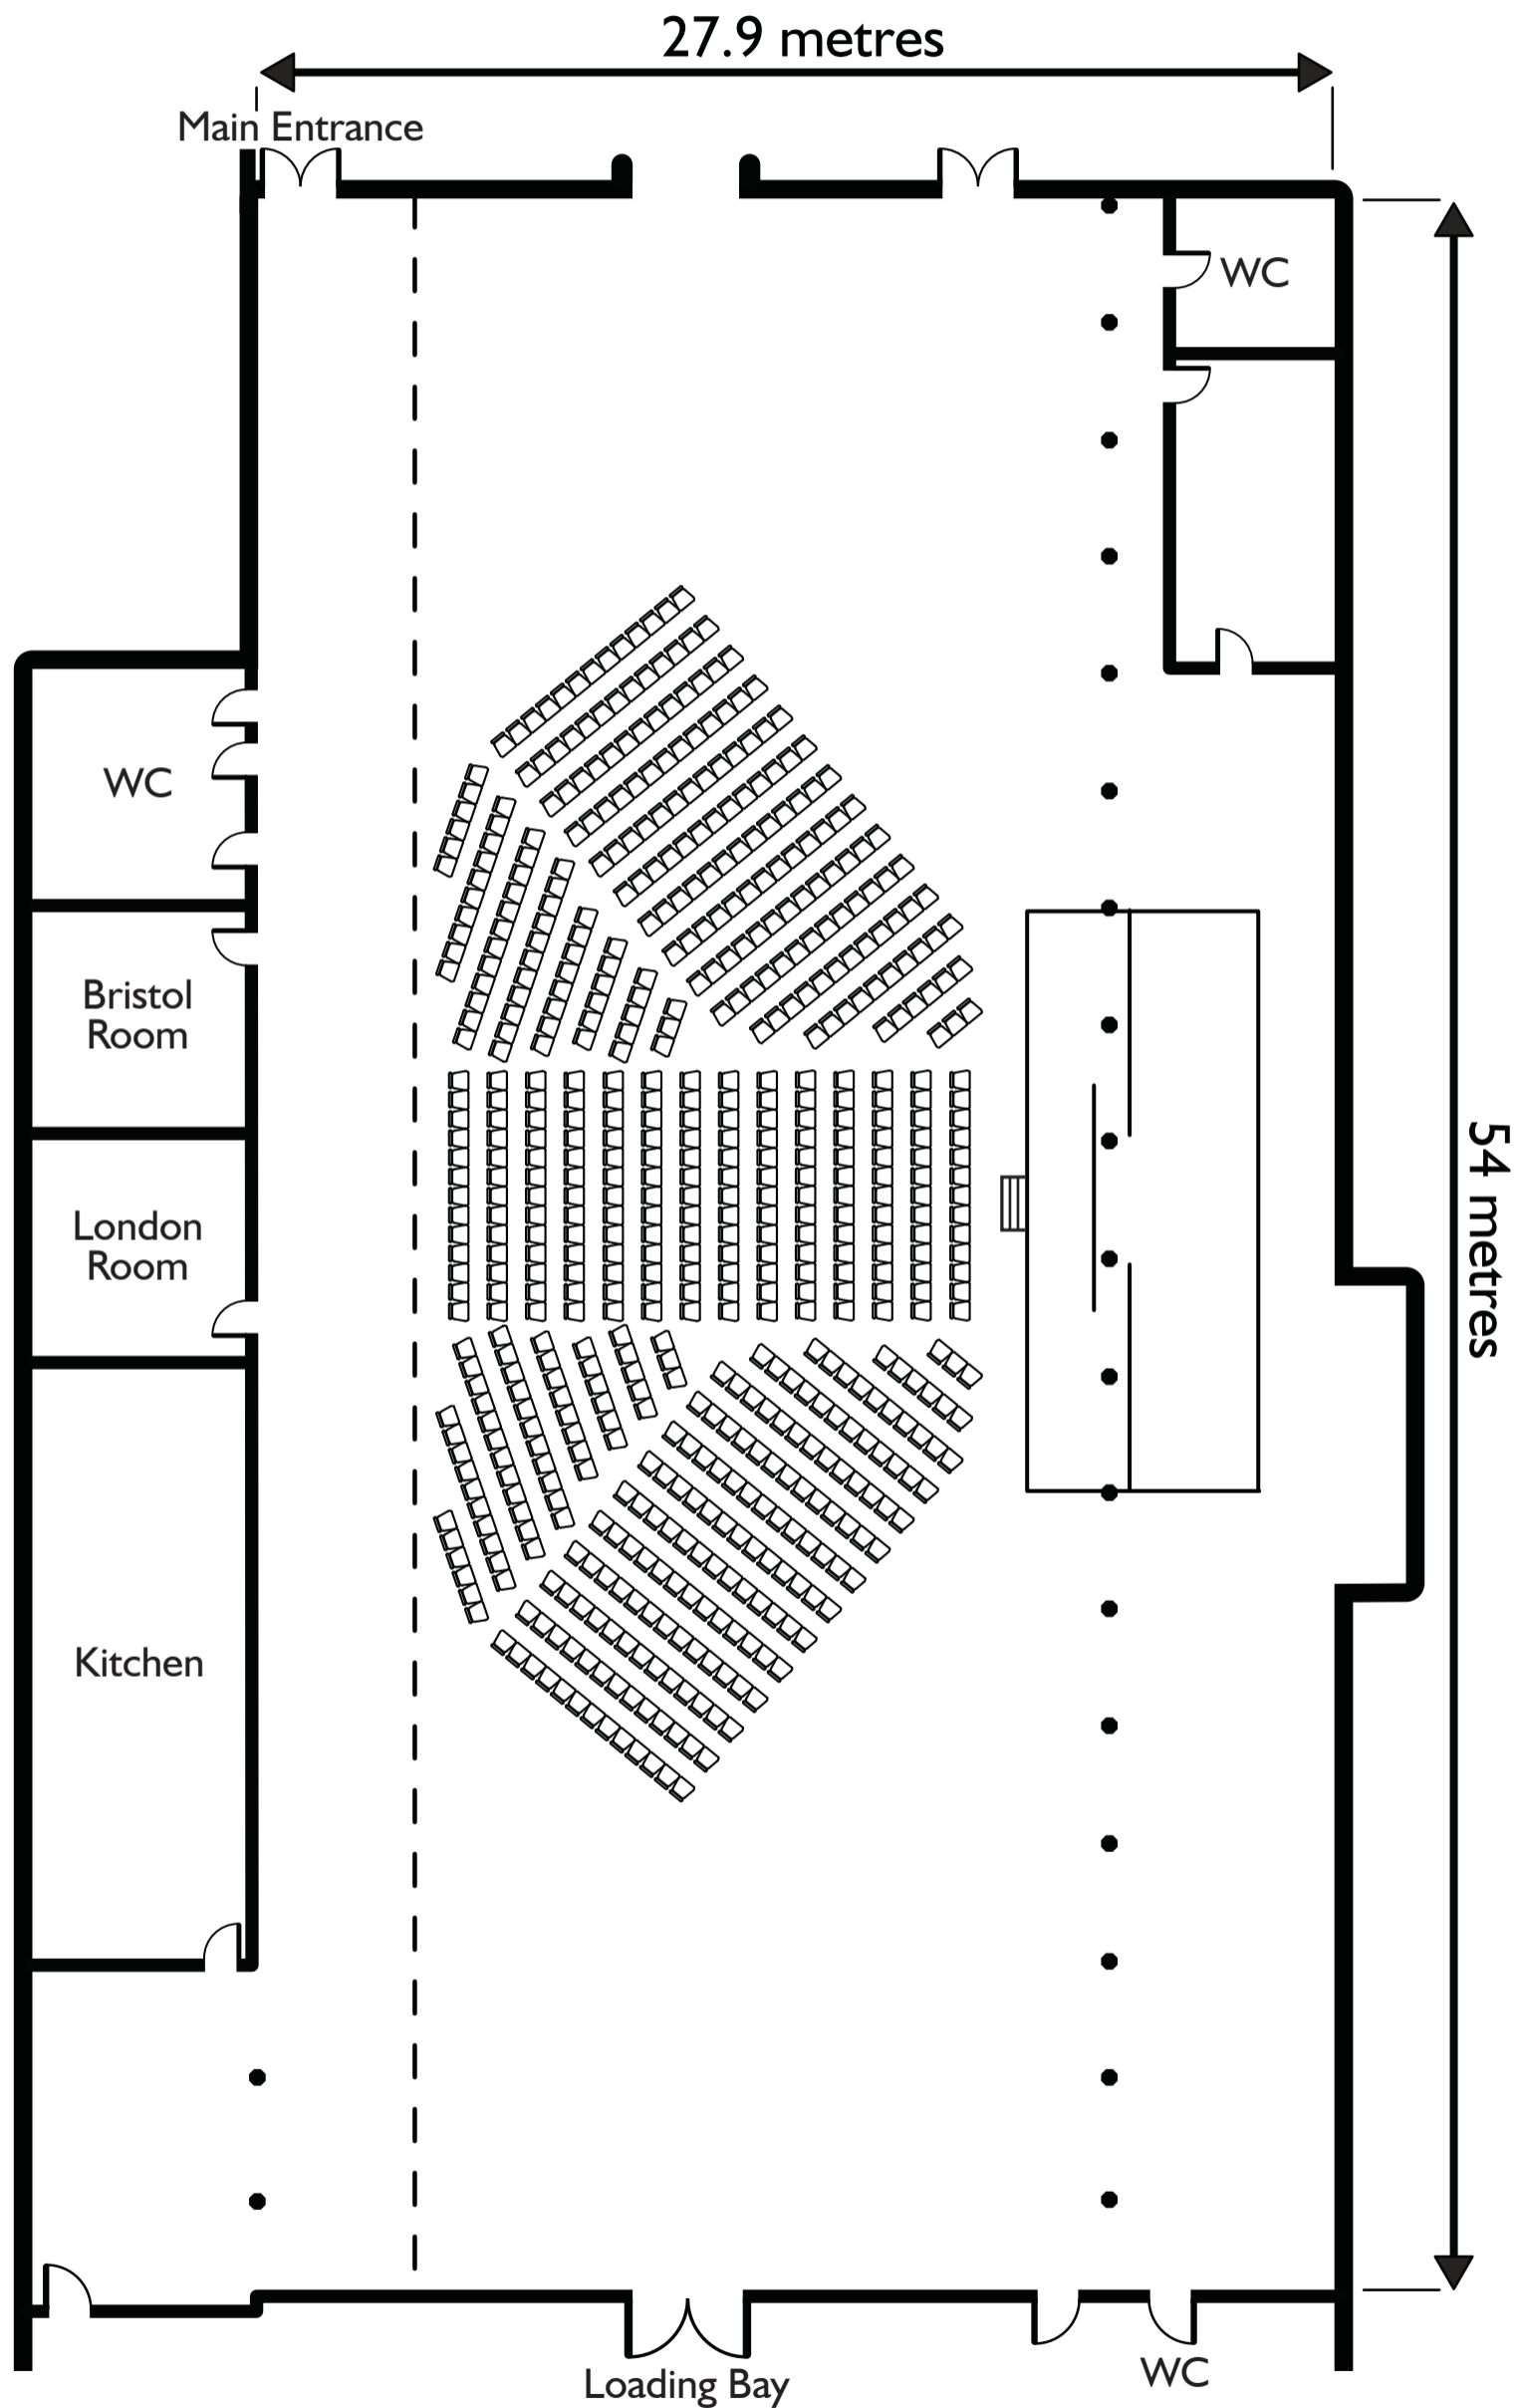 27.9 metres
Main Entrance
WC
WC
Bristol
Room
54 metres
London
Room
Kitchen
Loading Bay
WC